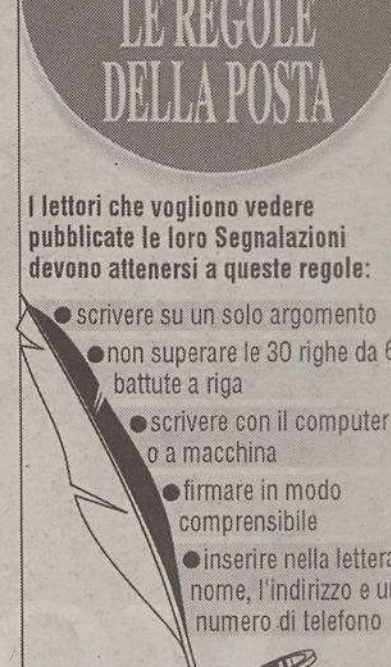 LE REGOLE
DELLA POSTA
I lettori che vogliono vedere
pubblicate le loro Segnalazioni
devono attenersi a queste regole:
● scrivere su un solo argomento
● non superare le 30 righe da
battute a riga
● scrivere con il computer
o a macchina
● firmare in modo
comprensibile
● inserire nella lettera
nome, l'indirizzo e un
numero di telefono